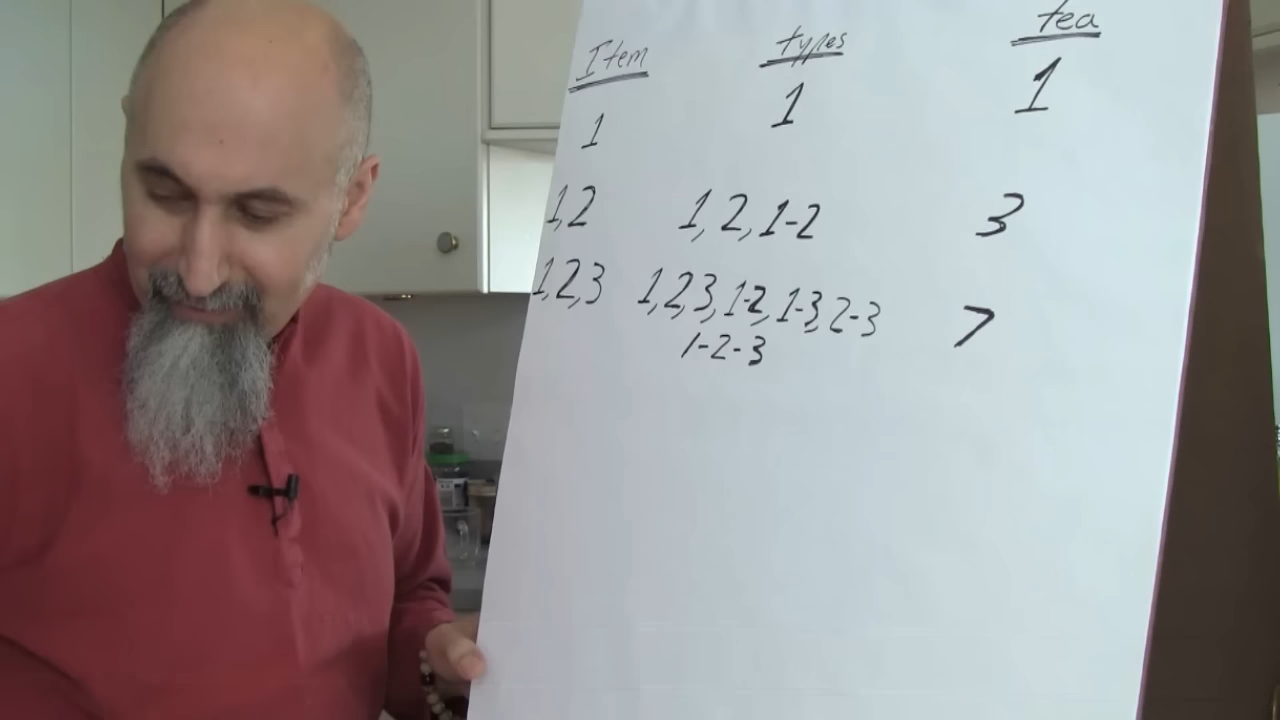 Item types tea
1 1 1
1,2 1, 2, 1-2 3
1,2,3 1,2,3, 1-2, 1-3, 2-3 7
1-2-3